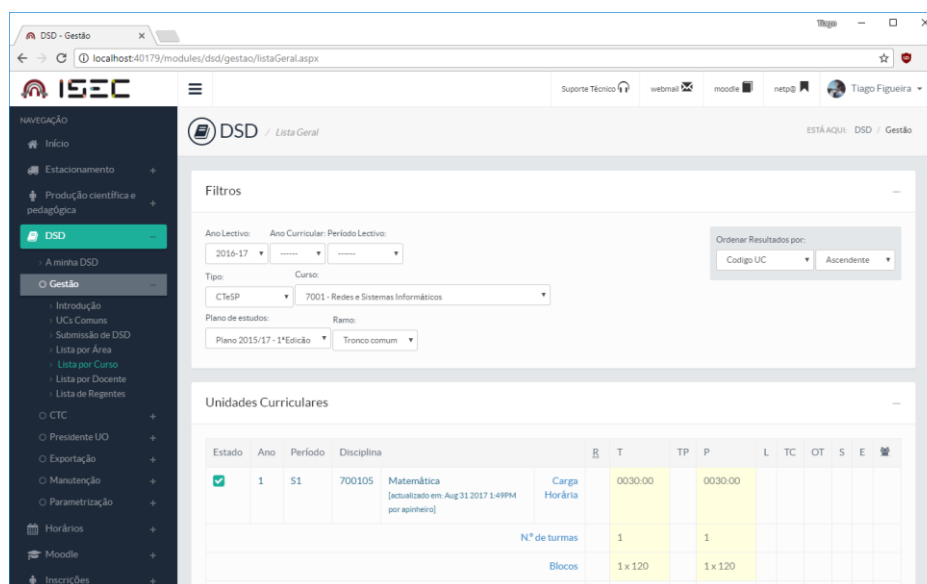 DSD - Gestão
Tiago
localhost:40179/modules/dsd/gestao/listaGeral.aspx
ISEC
Suporte Técnico
webmail
moodle
netp@
Tiago Figueira
NAVEGAÇÃO
Início
Estacionamento +
Produção científica e
pedagógica +
DSD −
A minha DSD
Gestão −
Introdução
UCs Comuns
Submissão de DSD
Lista por Área
Lista por Curso
Lista por Docente
Lista de Regentes
CTC +
Presidente UO +
Exportação +
Manutenção +
Parametrização +
Horários +
Moodle +
Inscrições +
DSD / Lista Geral
ESTÁ AQUI: DSD / Gestão
Filtros
Ano Lectivo: Ano Curricular: Período Lectivo:
2016-17 ------ ------
Tipo: Curso:
CTeSP 7001 - Redes e Sistemas Informáticos
Plano de estudos: Ramo:
Plano 2015/17 - 1ªEdicão Tronco comum
Ordenar Resultados por:
Codigo UC Ascendente
Unidades Curriculares
Estado Ano Período Disciplina R T TP P L TC OT S E
1 S1 700105 Matemâtica Carga 0030:00 0030:00
[actualizado em: Aug 31 2017 1:49PM Horária
por apinheiro]
N.º de turmas 1 1
Blocos 1 x 120 1 x 120